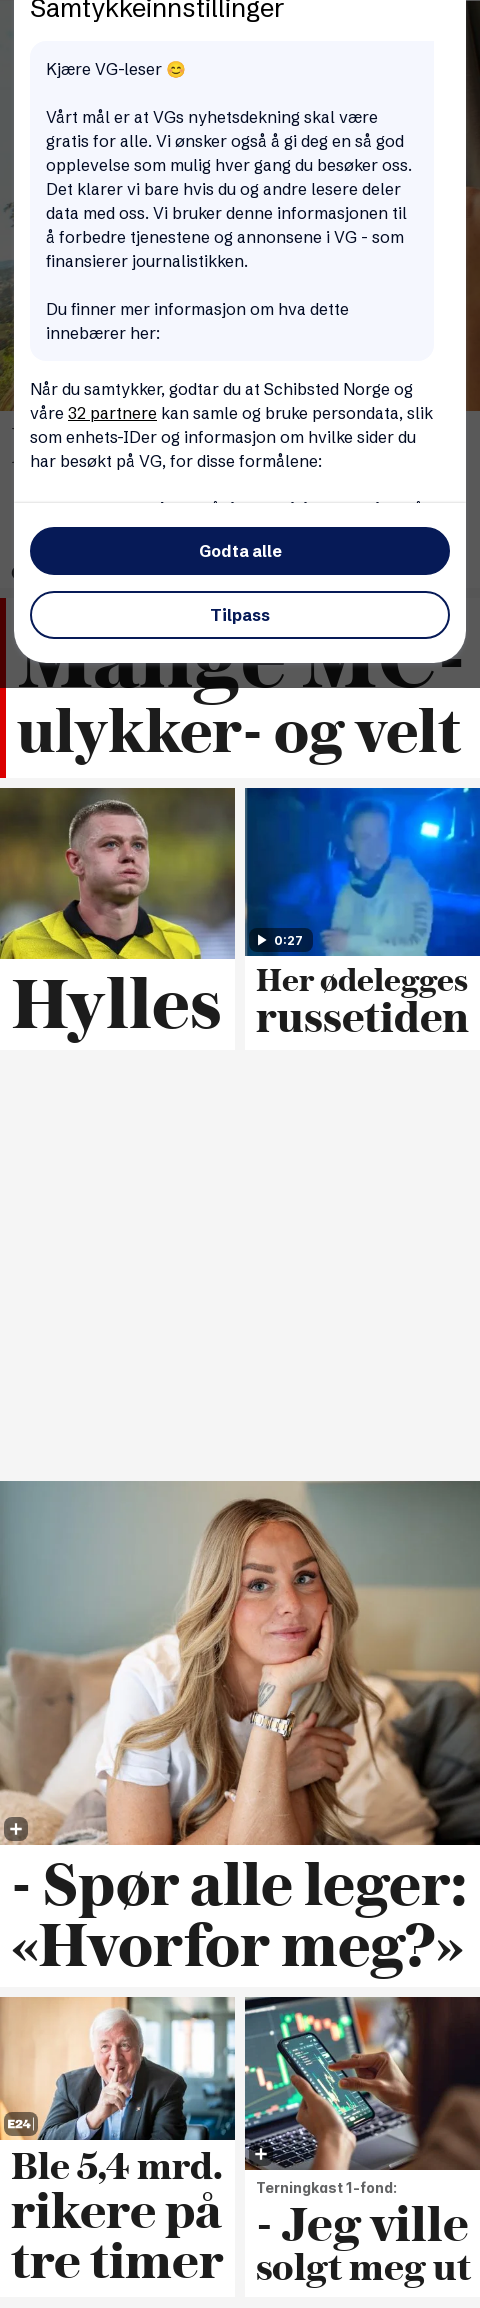 Samtykkeinnstillinger
Kjære VG-leser 😊
Vårt mål er at VGs nyhetsdekning skal være
gratis for alle. Vi ønsker også å gi deg en så god
opplevelse som mulig hver gang du besøker oss.
Det klarer vi bare hvis du og andre lesere deler
data med oss. Vi bruker denne informasjonen til
å forbedre tjenestene og annonsene i VG - som
finansierer journalistikken.
Du finner mer informasjon om hva dette
innebærer her:
Når du samtykker, godtar du at Schibsted Norge og
våre 32 partnere kan samle og bruke persondata, slik
som enhets-IDer og informasjon om hvilke sider du
har besøkt på VG, for disse formålene:
Godta alle
Tilpass
Mange MC-
ulykker- og velt
0:27
Hylles
Her ødelegges
russetiden
- Spør alle leger:
«Hvorfor meg?»
E24
Ble 5,4 mrd.
rikere på
tre timer
Terningkast 1-fond:
- Jeg ville
solgt meg ut